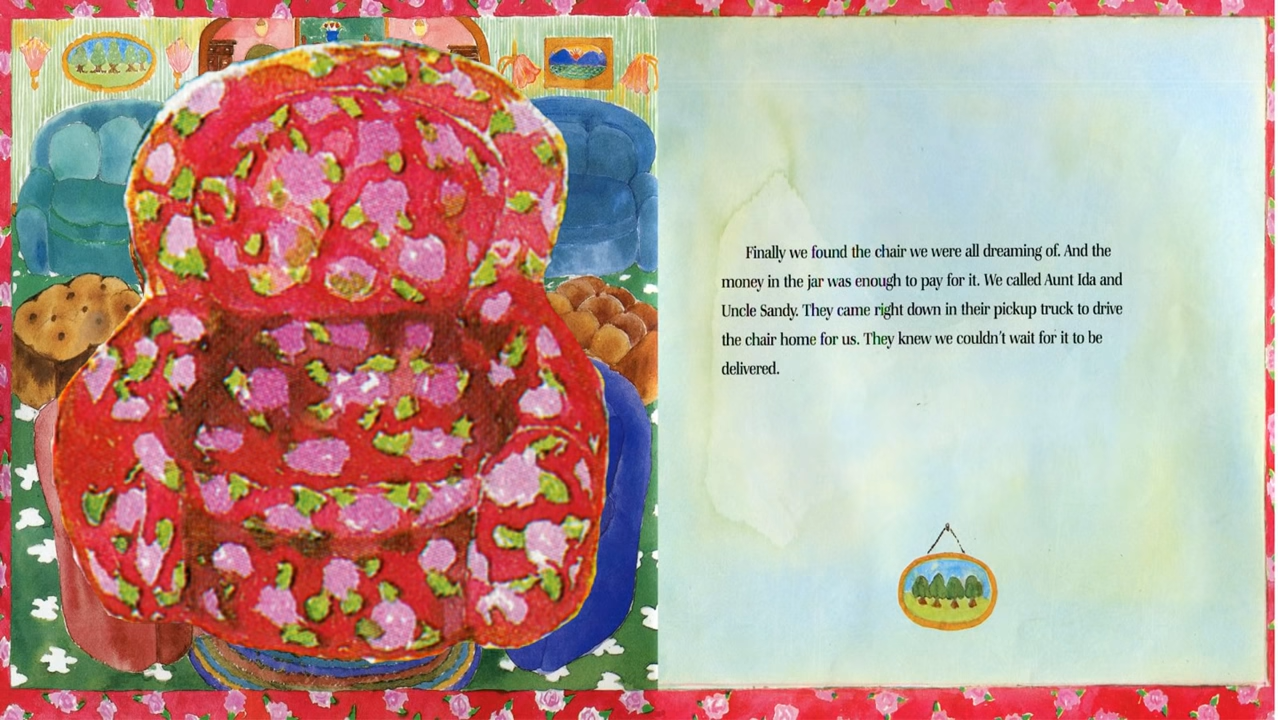 Finally we found the chair we were all dreaming of. And the
money in the jar was enough to pay for it. We called Aunt Ida and
Uncle Sandy. They came right down in their pickup truck to drive
the chair home for us. They knew we couldn't wait for it to be
delivered.